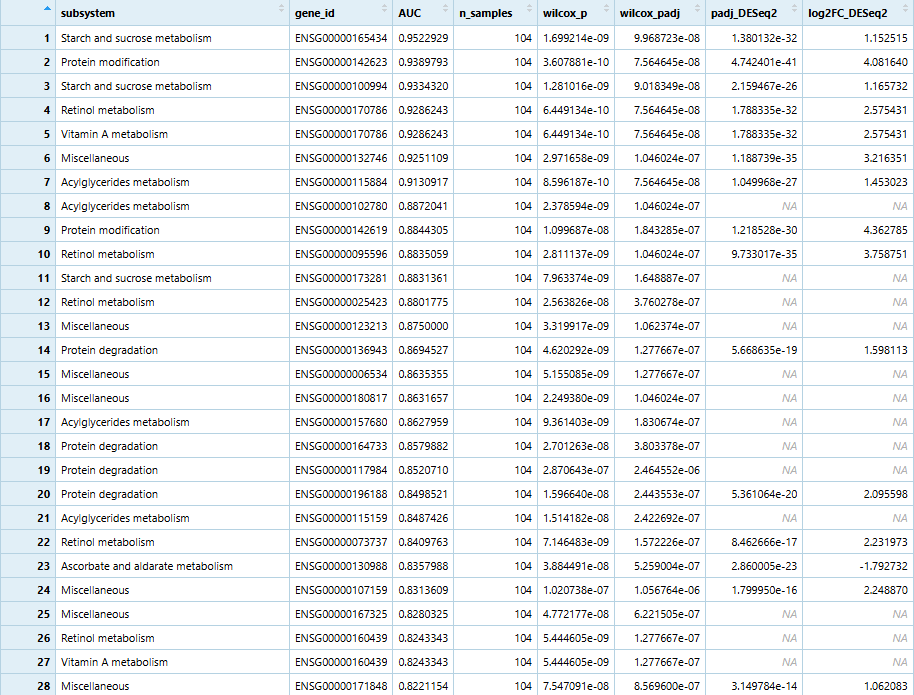 subsystem gene_id AUC n_samples wilcox_p wilcox_padj padj_DESeq2 log2FC_DESeq2
1 Starch and sucrose metabolism ENSG00000165434 0.9522929 104 1.699214e-09 9.968723e-08 1.380132e-32 1.152515
2 Protein modification ENSG00000142623 0.9389793 104 3.607881e-10 7.564645e-08 4.742401e-41 4.081640
3 Starch and sucrose metabolism ENSG00000100994 0.9334320 104 1.281016e-09 9.018349e-08 2.159467e-26 1.165732
4 Retinol metabolism ENSG00000170786 0.9286243 104 6.449134e-10 7.564645e-08 1.788335e-32 2.575431
5 Vitamin A metabolism ENSG00000170786 0.9286243 104 6.449134e-10 7.564645e-08 1.788335e-32 2.575431
6 Miscellaneous ENSG00000132746 0.9251109 104 2.971658e-09 1.046024e-07 1.188739e-35 3.216351
7 Acylglycerides metabolism ENSG00000115884 0.9130917 104 8.596187e-10 7.564645e-08 1.049968e-27 1.453023
8 Acylglycerides metabolism ENSG00000102780 0.8872041 104 2.378594e-09 1.046024e-07 NA NA
9 Protein modification ENSG00000142619 0.8844305 104 1.099687e-08 1.843285e-07 1.218528e-30 4.362785
10 Retinol metabolism ENSG00000095596 0.8835059 104 2.811137e-09 1.046024e-07 9.733017e-35 3.758751
11 Starch and sucrose metabolism ENSG00000173281 0.8831361 104 7.963374e-09 1.648887e-07 NA NA
12 Retinol metabolism ENSG00000025423 0.8801775 104 2.563826e-08 3.760278e-07 NA NA
13 Miscellaneous ENSG00000123213 0.8750000 104 3.319917e-09 1.062374e-07 NA NA
14 Protein degradation ENSG00000136943 0.8694527 104 4.620292e-09 1.277667e-07 5.668635e-19 1.598113
15 Miscellaneous ENSG00000006534 0.8635355 104 5.155085e-09 1.277667e-07 NA NA
16 Miscellaneous ENSG00000180817 0.8631657 104 2.249380e-09 1.046024e-07 NA NA
17 Acylglycerides metabolism ENSG00000157680 0.8627959 104 9.361403e-09 1.830674e-07 NA NA
18 Protein degradation ENSG00000164733 0.8579882 104 2.701263e-08 3.803378e-07 NA NA
19 Protein degradation ENSG00000117984 0.8520710 104 2.870643e-07 2.464552e-06 NA NA
20 Protein degradation ENSG00000196188 0.8498521 104 1.596640e-08 2.443553e-07 5.361064e-20 2.095598
21 Acylglycerides metabolism ENSG00000115159 0.8487426 104 1.514182e-08 2.422692e-07 NA NA
22 Retinol metabolism ENSG00000073737 0.8409763 104 7.146483e-09 1.572226e-07 8.462666e-17 2.231973
23 Ascorbate and aldarate metabolism ENSG00000130988 0.8357988 104 3.884491e-08 5.259004e-07 2.860005e-23 -1.792732
24 Miscellaneous ENSG00000107159 0.8313609 104 1.020738e-07 1.056764e-06 1.799950e-16 2.248870
25 Miscellaneous ENSG00000167325 0.8280325 104 4.772177e-08 6.221505e-07 NA NA
26 Retinol metabolism ENSG00000160439 0.8243343 104 5.444605e-09 1.277667e-07 NA NA
27 Vitamin A metabolism ENSG00000160439 0.8243343 104 5.444605e-09 1.277667e-07 NA NA
28 Miscellaneous ENSG00000171848 0.8221154 104 7.547091e-08 8.569600e-07 3.149784e-14 1.062083